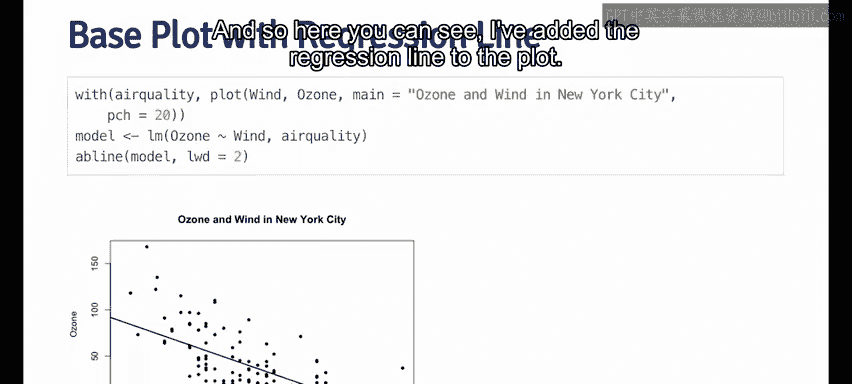 Base Plot with Regression Line
And so here you can see, I've added the
regression line to the plot.
with(airquality, plot(Wind, Ozone, main = "Ozone and Wind in New York City",
pch = 20))
model <- lm(Ozone ~ Wind, airquality)
abline(model, lwd = 2)
Ozone and Wind in New York City
150
100
50
Ozone